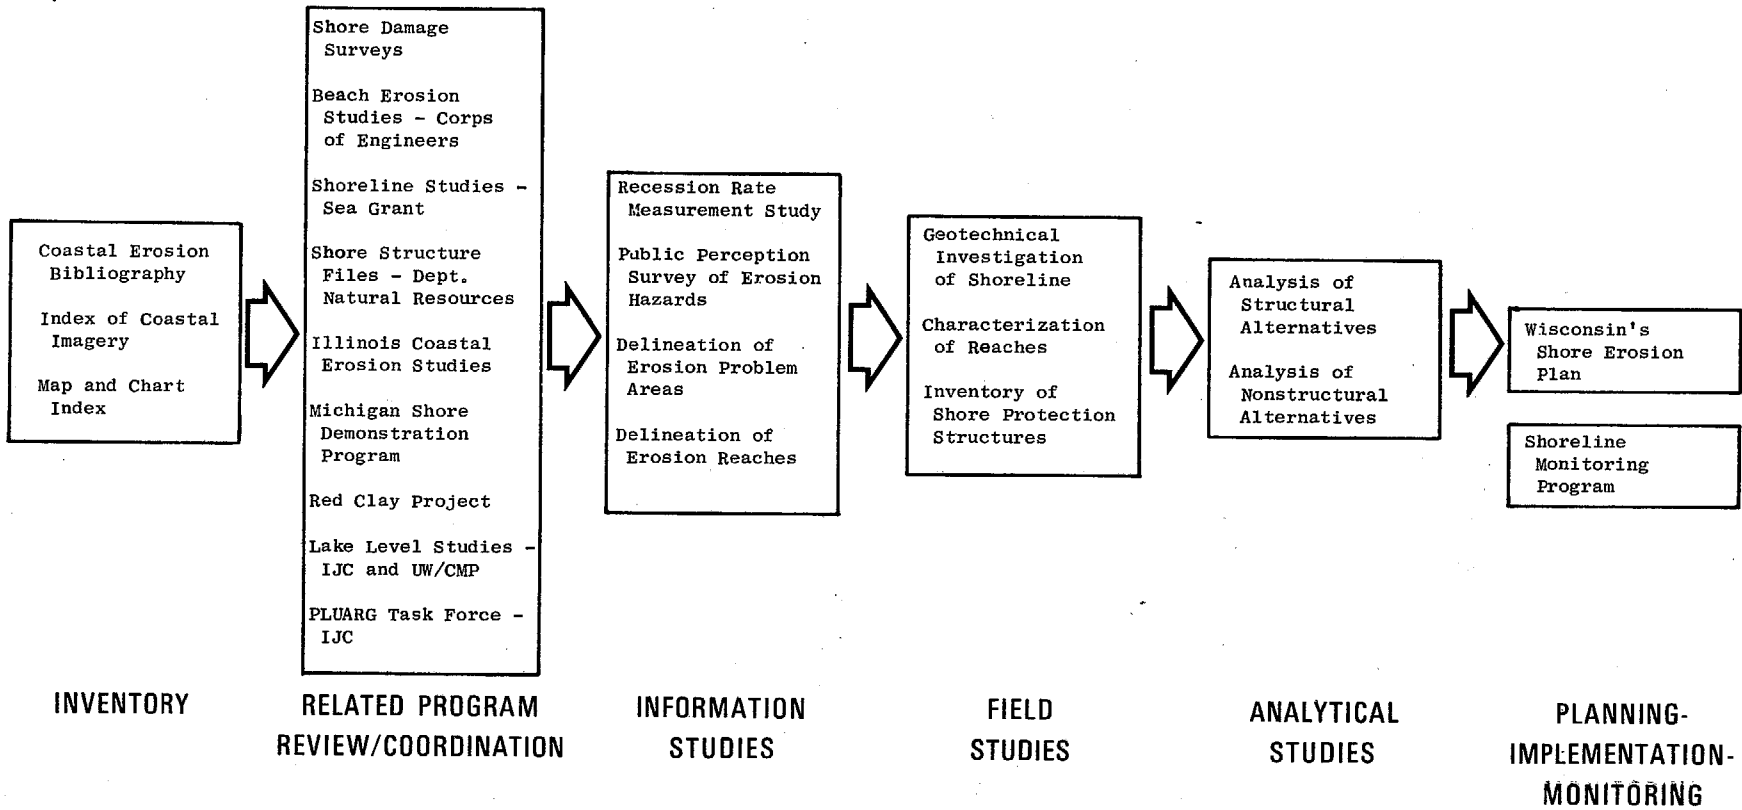 Coastal Erosion
Bibliography
Index of Coastal
Imagery
Map and Chart
Index
Shore Damage
Surveys
Beach Erosion
Studies - Corps
of Engineers
Shoreline Studies -
Sea Grant
Shore Structure
Files - Dept.
Natural Resources
Illinois Coastal
Erosion Studies
Michigan Shore
Demonstration
Program
Red Clay Project
Lake Level Studies -
IJC and UW/CMP
PLUARG Task Force -
IJC
Recession Rate
Measurement Study
Public Perception
Survey of Erosion
Hazards
Delineation of
Erosion Problem
Areas
Delineation of
Erosion Reaches
Geotechnical
Investigation
of Shoreline
Characterization
of Reaches
Inventory of
Shore Protection
Structures
Analysis of
Structural
Alternatives
Analysis of
Nonstructural
Alternatives
Wisconsin's
Shore Erosion
Plan
Shoreline
Monitoring
Program
INVENTORY
RELATED PROGRAM
REVIEW/COORDINATION
INFORMATION
STUDIES
FIELD
STUDIES
ANALYTICAL
STUDIES
PLANNING-
IMPLEMENTATION-
MONITORING